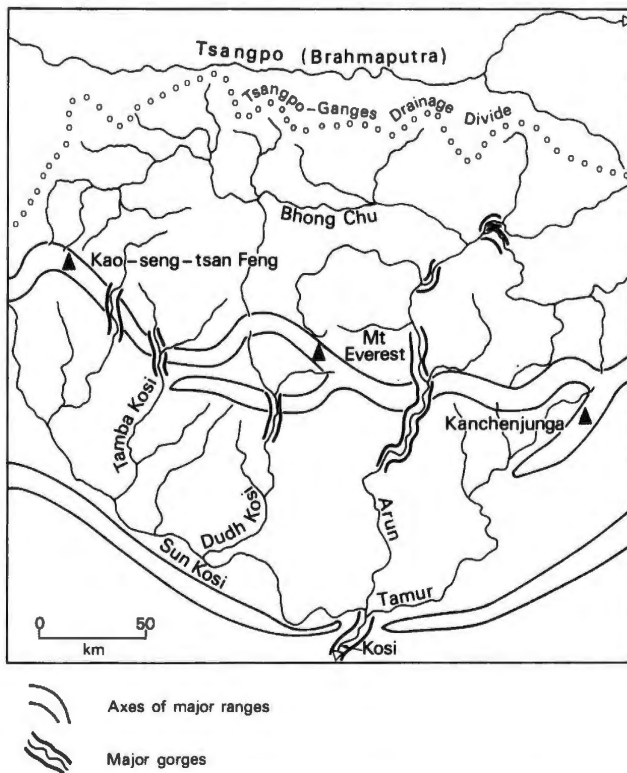 Tsangpo (Brahmaputra)
Tsangpo-Ganges Drainage Divide
Bhong Chu
Kao-seng-tsan Feng
Mt
Everest
Kanchenjunga
Tamba Kosi
Dudh Kosi
Sun Kosi
Arun
Tamur
Kosi
0 50
km
Axes of major ranges
Major gorges